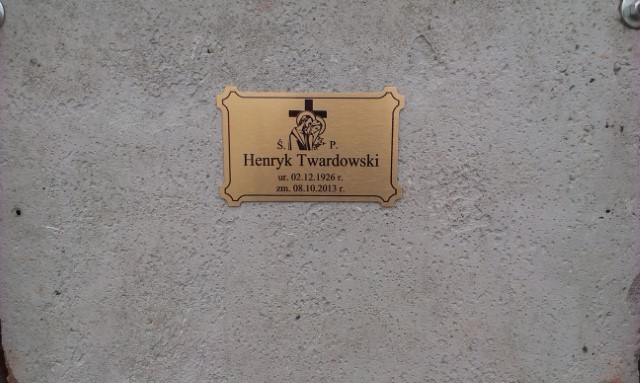 Ś. P.
Henryk Twardowski
ur. 02.12.1926 r.
zm. 08.10.2013 r.